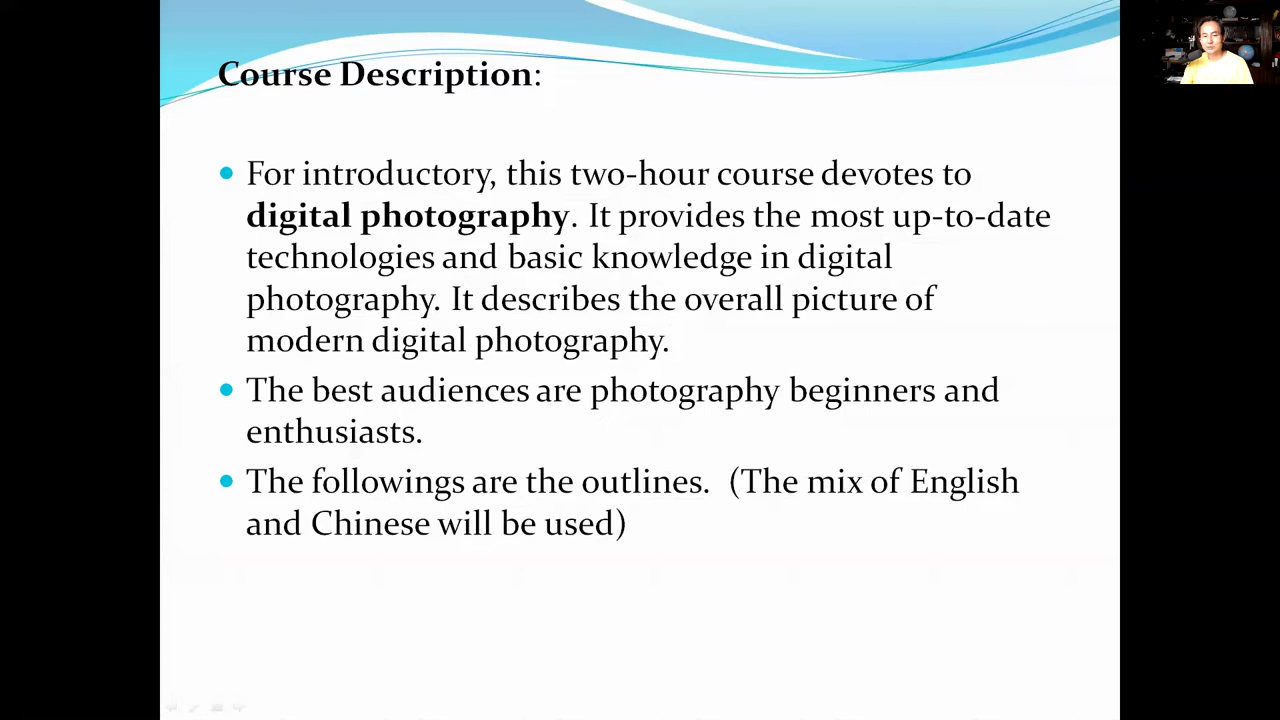 Course Description:
For introductory, this two-hour course devotes to
digital photography. It provides the most up-to-date
technologies and basic knowledge in digital
photography. It describes the overall picture of
modern digital photography.
The best audiences are photography beginners and
enthusiasts.
The followings are the outlines.  (The mix of English
and Chinese will be used)